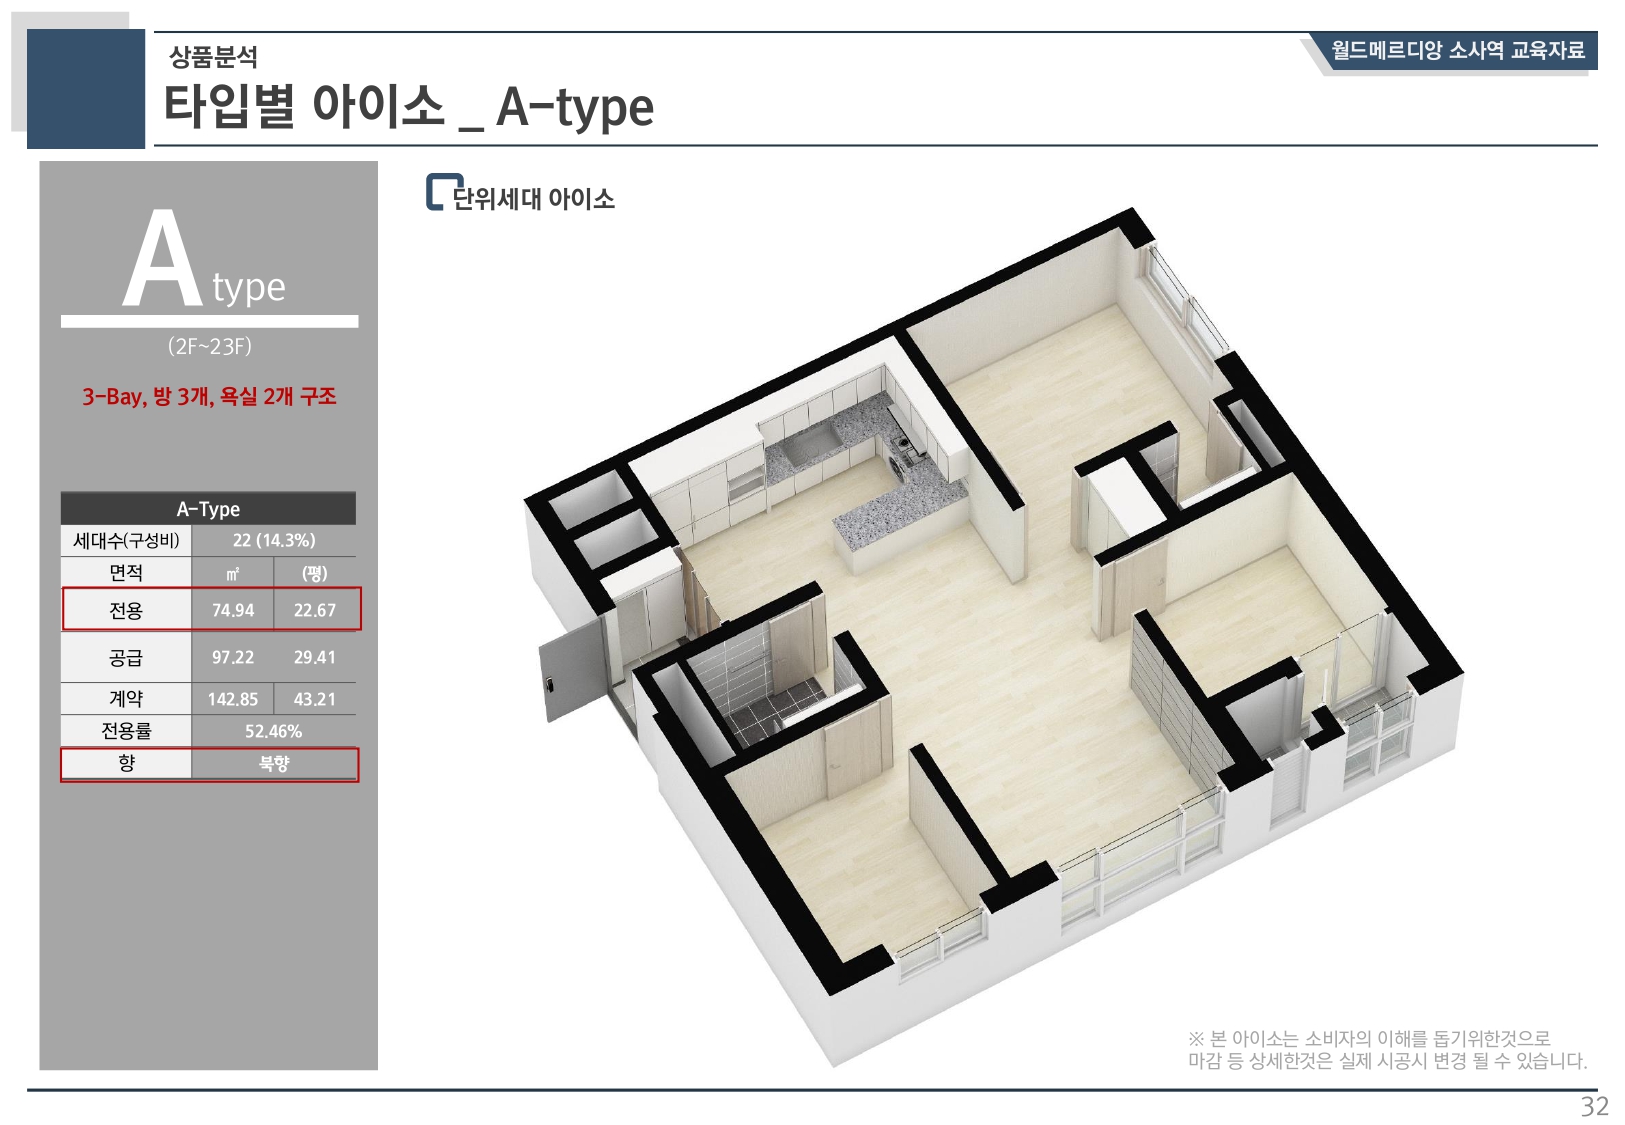 상품분석
타입별 아이소 _ A-type
월드메르디앙 소사역 교육자료
A type
(2F~23F)
3-Bay, 방 3개, 욕실 2개 구조
A-Type
세대수(구성비) 22 (14.3%)
면적 ㎡ (평)
전용 74.94 22.67
공급 97.22 29.41
계약 142.85 43.21
전용률 52.46%
향 북향
단위세대 아이소
※ 본 아이소는 소비자의 이해를 돕기위한것으로
마감 등 상세한것은 실제 시공시 변경 될 수 있습니다.
32